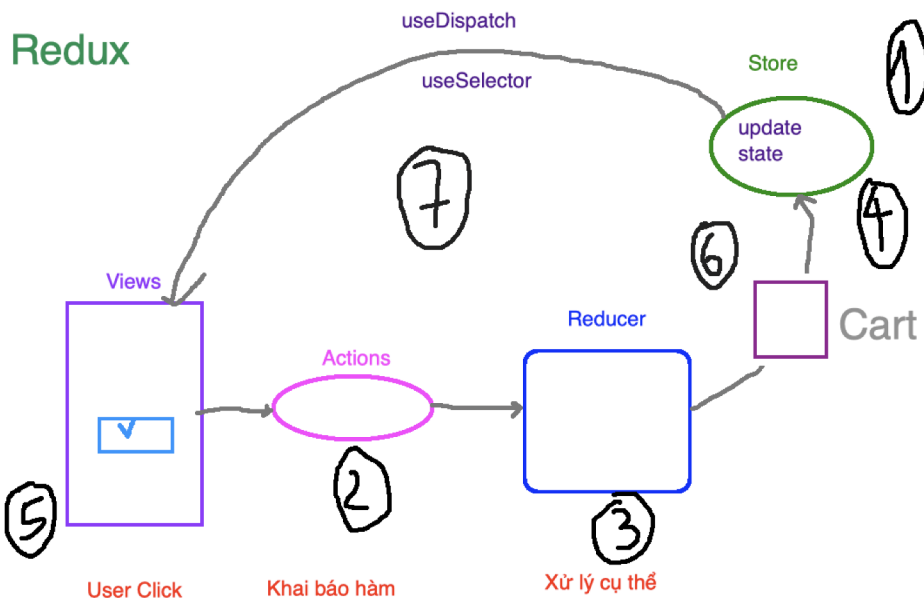 Redux
useDispatch
useSelector
Store
1
update
state
7
4
6
Views
Cart
Reducer
Actions
2
5
3
User Click
Khai báo hàm
Xử lý cụ thể